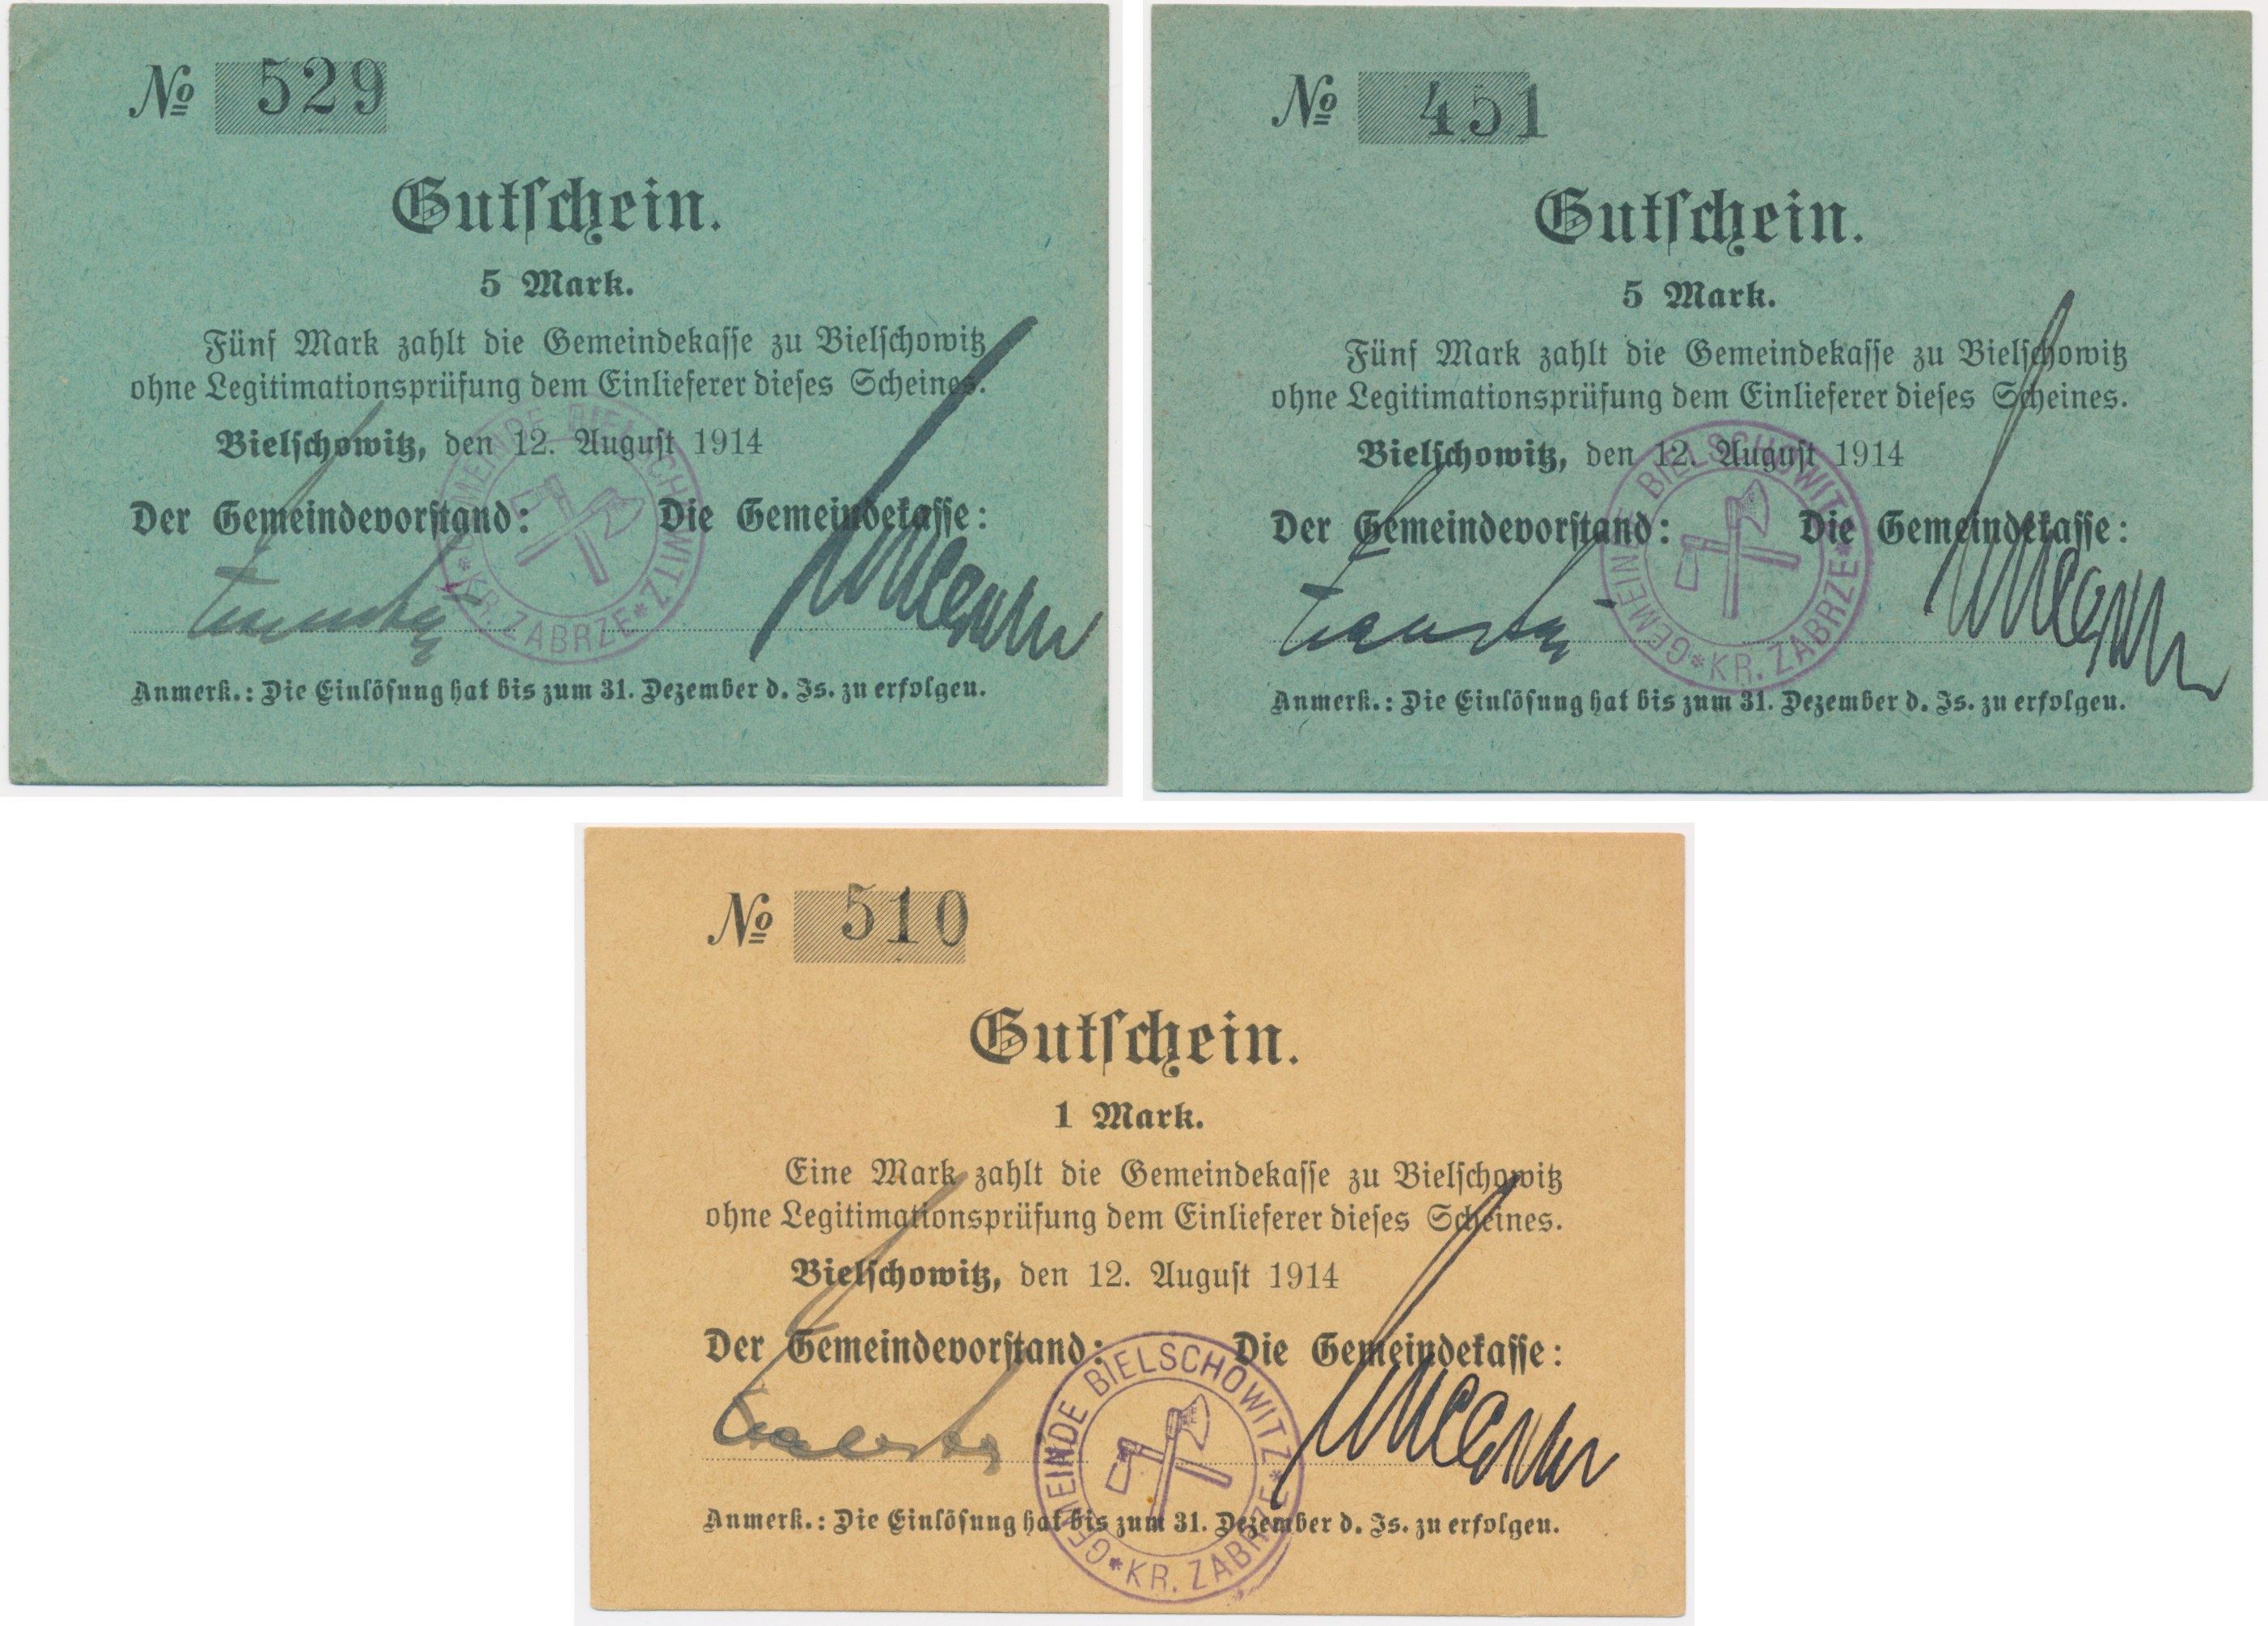 № 529
Gutschein.
5 Mark.
Fünf Mark zahlt die Gemeindekasse zu Bielschowitz
ohne Legitimationsprüfung dem Einlieferer dieses Scheines.
Bielschowitz, den 12. August 1914
Der Gemeindevorstand: Die Gemeindekasse:
GEMEINDE BIELSCHOWITZ * KR. ZABRZE *
Anmerk.: Die Einlösung hat bis zum 31. Dezember d. Js. zu erfolgen.
№ 451
Gutschein.
5 Mark.
Fünf Mark zahlt die Gemeindekasse zu Bielschowitz
ohne Legitimationsprüfung dem Einlieferer dieses Scheines.
Bielschowitz, den 12. August 1914
Der Gemeindevorstand: Die Gemeindekasse:
GEMEINDE BIELSCHOWITZ * KR. ZABRZE *
Anmerk.: Die Einlösung hat bis zum 31. Dezember d. Js. zu erfolgen.
№ 510
Gutschein.
1 Mark.
Eine Mark zahlt die Gemeindekasse zu Bielschowitz
ohne Legitimationsprüfung dem Einlieferer dieses Scheines.
Bielschowitz, den 12. August 1914
Der Gemeindevorstand: Die Gemeindekasse:
GEMEINDE BIELSCHOWITZ * KR. ZABRZE *
Anmerk.: Die Einlösung hat bis zum 31. Dezember d. Js. zu erfolgen.